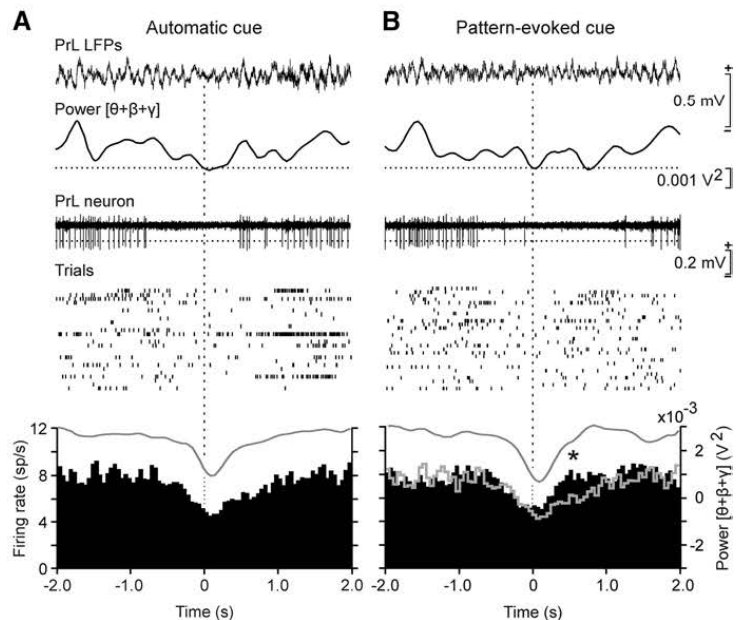 A Automatic cue
B Pattern-evoked cue
PrL LFPs
+
0.5 mV
–
Power [θ+β+γ]
0.001 V²
PrL neuron
+
0.2 mV
–
Trials
x10⁻³
12
8
4
0
Firing rate (sp/s)
*
2
0
-2
Power [θ+β+γ] (V²)
-2.0 -1.0 0 1.0 2.0
-2.0 -1.0 0 1.0 2.0
Time (s)
Time (s)